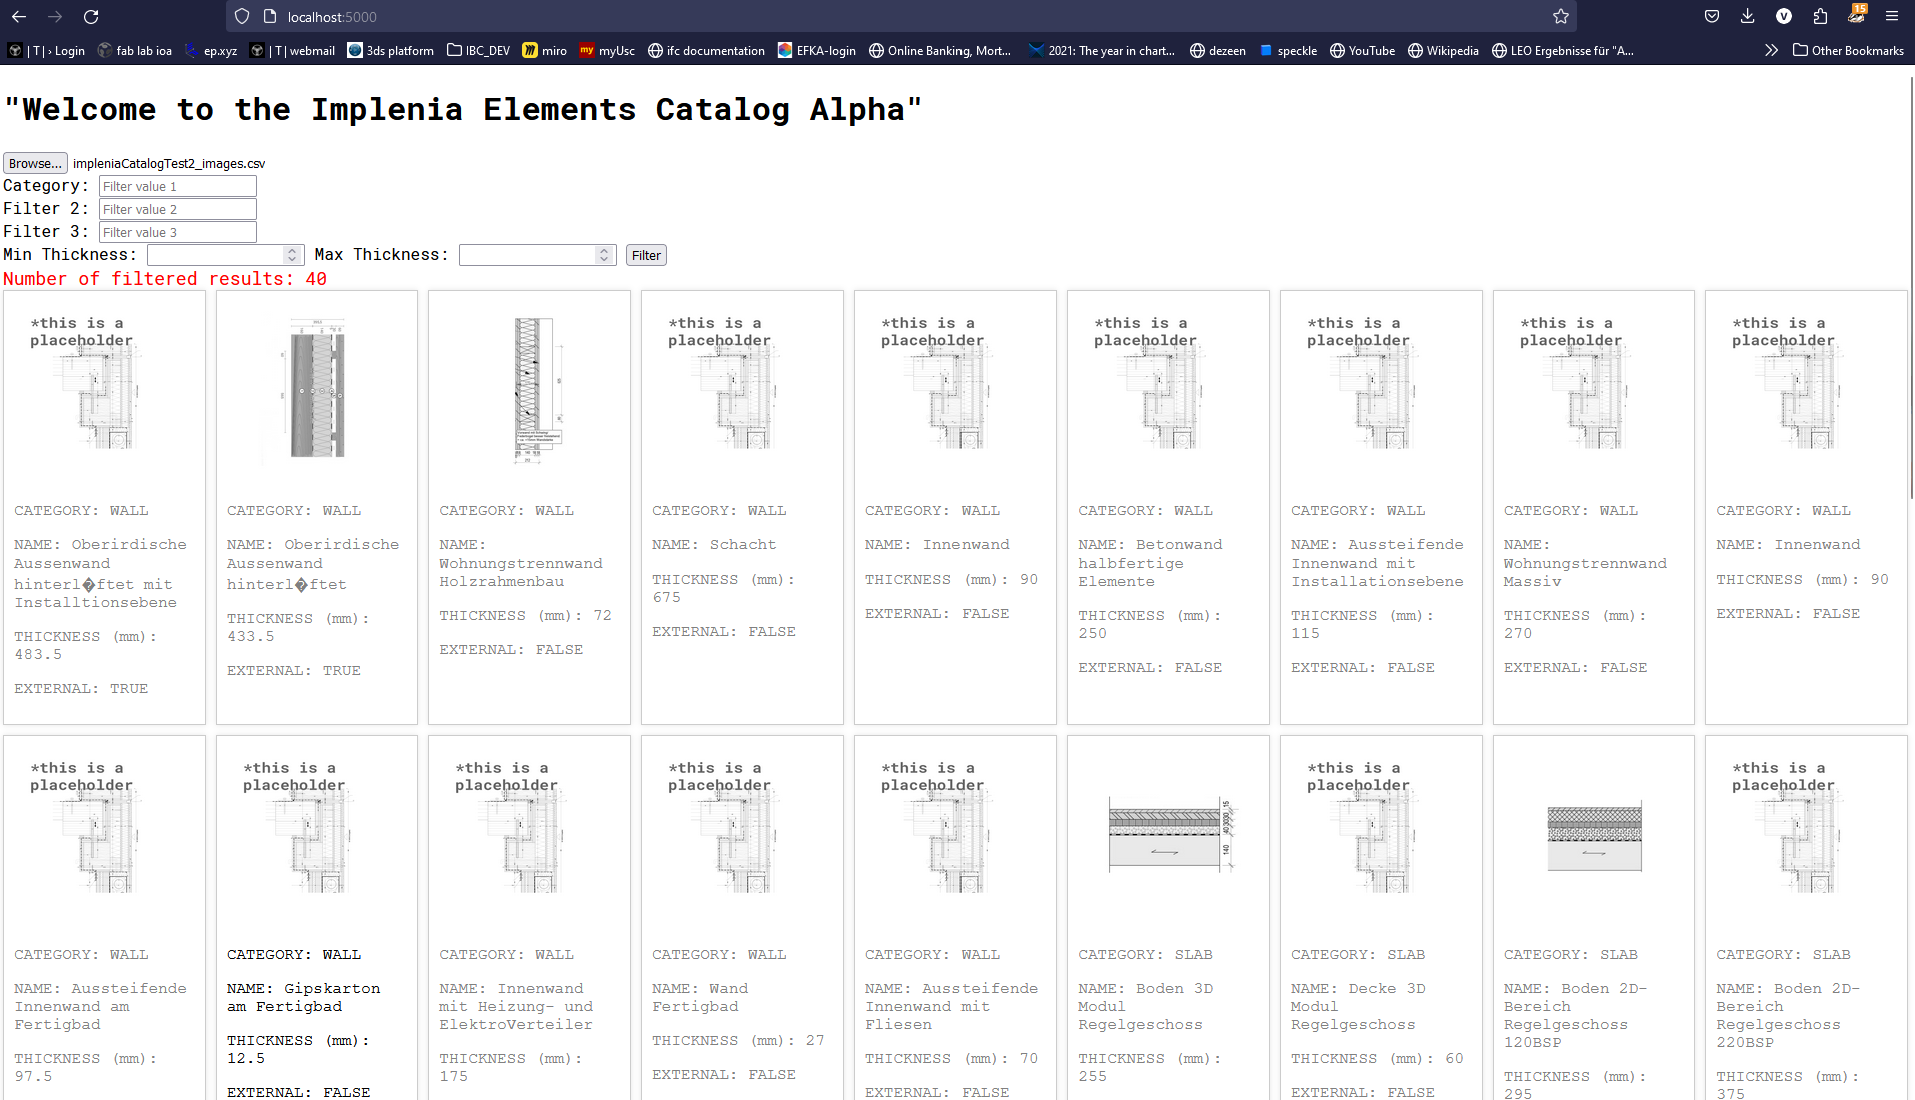 localhost:5000
15
| T | › Login
fab lab ioa
ep.xyz
| T | webmail
3ds platform
IBC_DEV
miro
my myUsc
ifc documentation
EFKA-login
Online Banking, Mort...
2021: The year in chart...
dezeen
speckle
YouTube
Wikipedia
LEO Ergebnisse für "A...
Other Bookmarks
"Welcome to the Implenia Elements Catalog Alpha"
Browse... impleniaCatalogTest2_images.csv
Category: Filter value 1
Filter 2: Filter value 2
Filter 3: Filter value 3
Min Thickness: Max Thickness: Filter
Number of filtered results: 40
*this is a
placeholder
CATEGORY: WALL
NAME: Oberirdische
Aussenwand
hinterl�ftet mit
Installtionsebene
THICKNESS (mm):
483.5
EXTERNAL: TRUE
CATEGORY: WALL
NAME: Oberirdische
Aussenwand
hinterl�ftet
THICKNESS (mm):
433.5
EXTERNAL: TRUE
CATEGORY: WALL
NAME:
Wohnungstrennwand
Holzrahmenbau
THICKNESS (mm): 72
EXTERNAL: FALSE
*this is a
placeholder
CATEGORY: WALL
NAME: Schacht
THICKNESS (mm):
675
EXTERNAL: FALSE
*this is a
placeholder
CATEGORY: WALL
NAME: Innenwand
THICKNESS (mm): 90
EXTERNAL: FALSE
*this is a
placeholder
CATEGORY: WALL
NAME: Betonwand
halbfertige
Elemente
THICKNESS (mm):
250
EXTERNAL: FALSE
*this is a
placeholder
CATEGORY: WALL
NAME: Aussteifende
Innenwand mit
Installationsebene
THICKNESS (mm):
115
EXTERNAL: FALSE
*this is a
placeholder
CATEGORY: WALL
NAME:
Wohnungstrennwand
Massiv
THICKNESS (mm):
270
EXTERNAL: FALSE
*this is a
placeholder
CATEGORY: WALL
NAME: Innenwand
THICKNESS (mm): 90
EXTERNAL: FALSE
*this is a
placeholder
CATEGORY: WALL
NAME: Aussteifende
Innenwand am
Fertigbad
THICKNESS (mm):
97.5
*this is a
placeholder
CATEGORY: WALL
NAME: Gipskarton
am Fertigbad
THICKNESS (mm):
12.5
EXTERNAL: FALSE
*this is a
placeholder
CATEGORY: WALL
NAME: Innenwand
mit Heizung- und
ElektroVerteiler
THICKNESS (mm):
175
*this is a
placeholder
CATEGORY: WALL
NAME: Wand
Fertigbad
THICKNESS (mm): 27
EXTERNAL: FALSE
*this is a
placeholder
CATEGORY: WALL
NAME: Aussteifende
Innenwand mit
Fliesen
THICKNESS (mm): 70
EXTERNAL: FALSE
140
CATEGORY: SLAB
NAME: Boden 3D
Modul
Regelgeschoss
THICKNESS (mm):
255
*this is a
placeholder
CATEGORY: SLAB
NAME: Decke 3D
Modul
Regelgeschoss
THICKNESS (mm): 60
EXTERNAL: FALSE
CATEGORY: SLAB
NAME: Boden 2D-
Bereich
Regelgeschoss
120BSP
THICKNESS (mm):
295
*this is a
placeholder
CATEGORY: SLAB
NAME: Boden 2D-
Bereich
Regelgeschoss
220BSP
THICKNESS (mm):
375